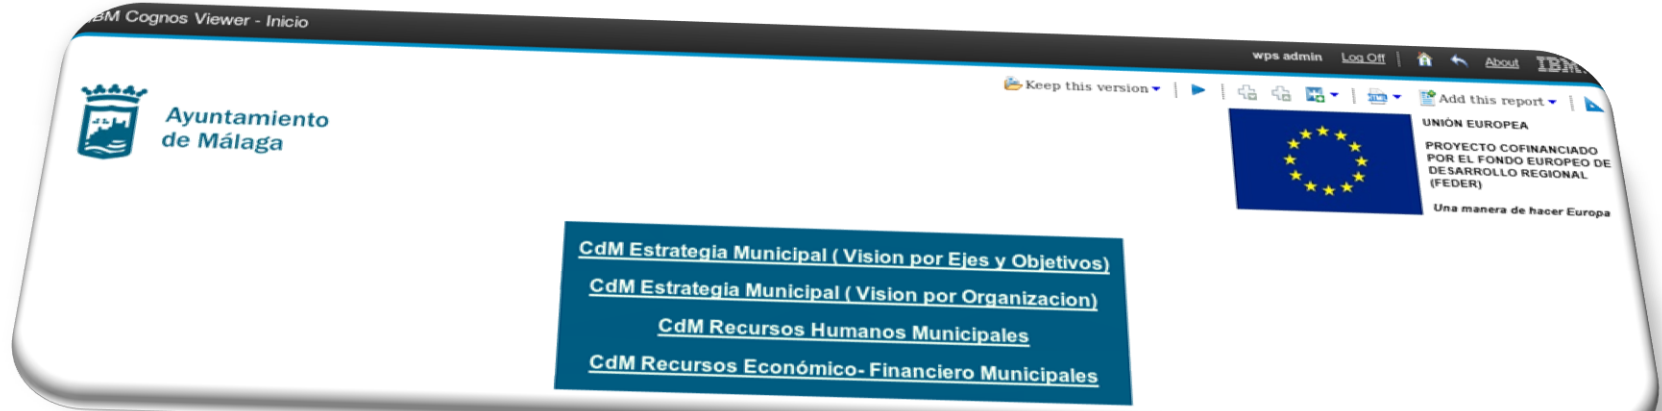 IBM Cognos Viewer - Inicio
wps admin Log Off About IBM.
Keep this version Add this report
Ayuntamiento
de Málaga
UNIÓN EUROPEA
PROYECTO COFINANCIADO
POR EL FONDO EUROPEO DE
DESARROLLO REGIONAL
(FEDER)
Una manera de hacer Europa
CdM Estrategia Municipal ( Vision por Ejes y Objetivos)
CdM Estrategia Municipal ( Vision por Organizacion)
CdM Recursos Humanos Municipales
CdM Recursos Económico- Financiero Municipales